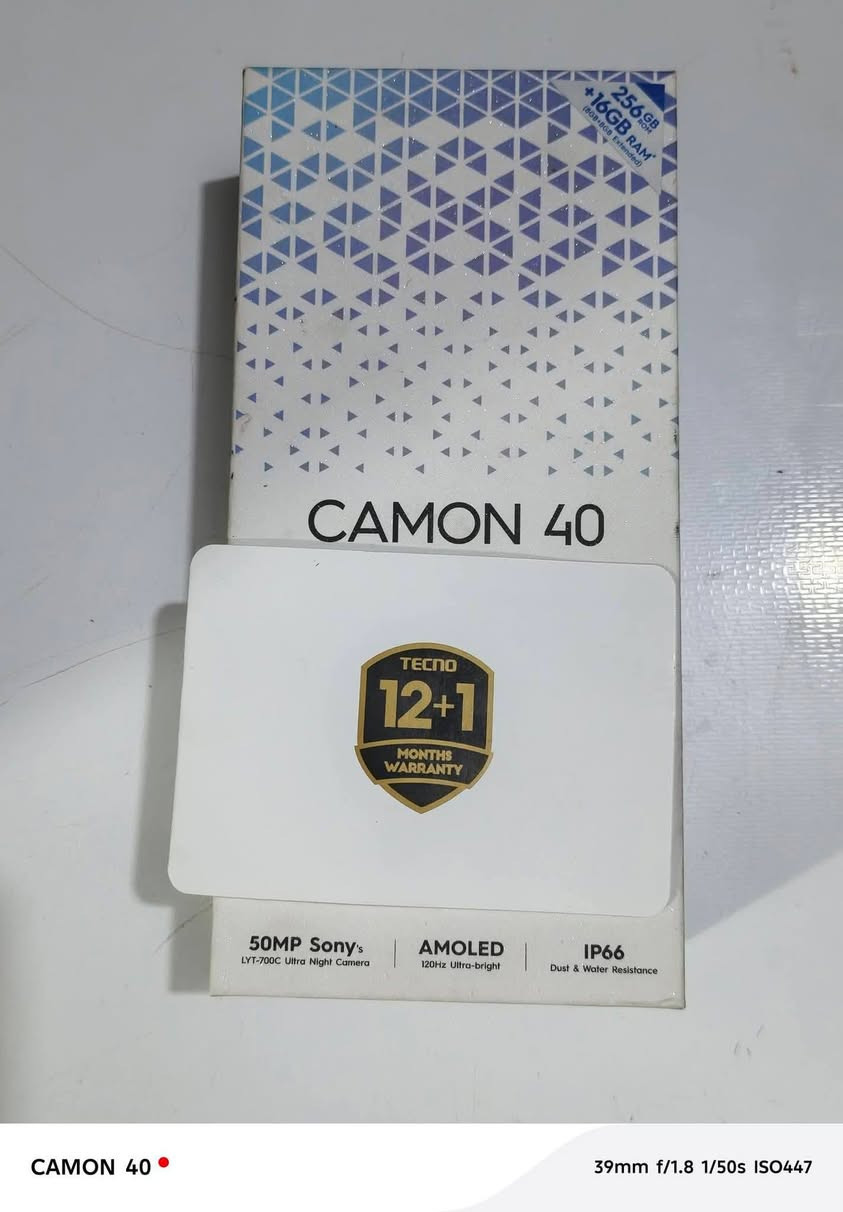 256GB ROM
+16GB RAM*
(8GB+8GB Extended)
CAMON 40
TECNO
12+1
MONTHS
WARRANTY
50MP Sony's
LYT-700C Ultra Night Camera
AMOLED
120Hz Ultra-bright
IP66
Dust & Water Resistance
CAMON 40
39mm f/1.8 1/50s ISO447